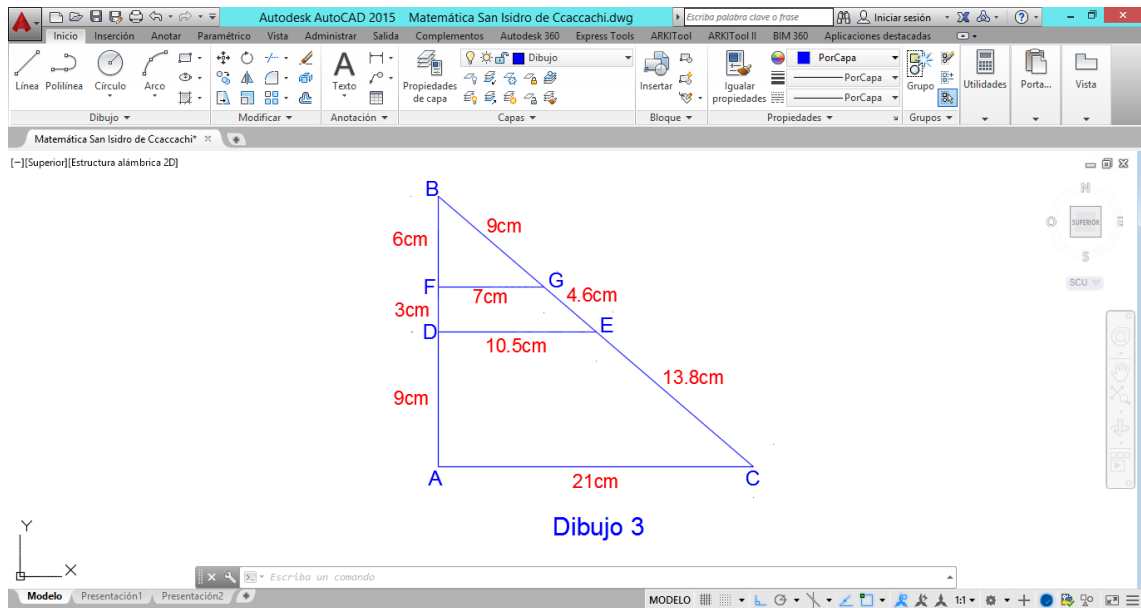 Autodesk AutoCAD 2015 Matemática San Isidro de Ccaccachi.dwg
Escriba palabra clave o frase
Iniciar sesión
Inicio Inserción Anotar Paramétrico Vista Administrar Salida Complementos Autodesk 360 Express Tools ARKITool ARKITool II BIM 360 Aplicaciones destacadas
Línea Polilínea Círculo Arco
Texto
Propiedades de capa
Dibujo
Insertar
Igualar propiedades
PorCapa
PorCapa
PorCapa
Grupo
Utilidades
Porta...
Vista
Dibujo Modificar Anotación Capas Bloque Propiedades Grupos
Matemática San Isidro de Ccaccachi*
[−][Superior][Estructura alámbrica 2D]
N
O SUPERIOR E
S
SCU
B
9cm
6cm
F G
7cm 4.6cm
3cm
D E
10.5cm
13.8cm
9cm
A C
21cm
Dibujo 3
Y
X
Escriba un comando
Modelo Presentación1 Presentación2
MODELO 1:1